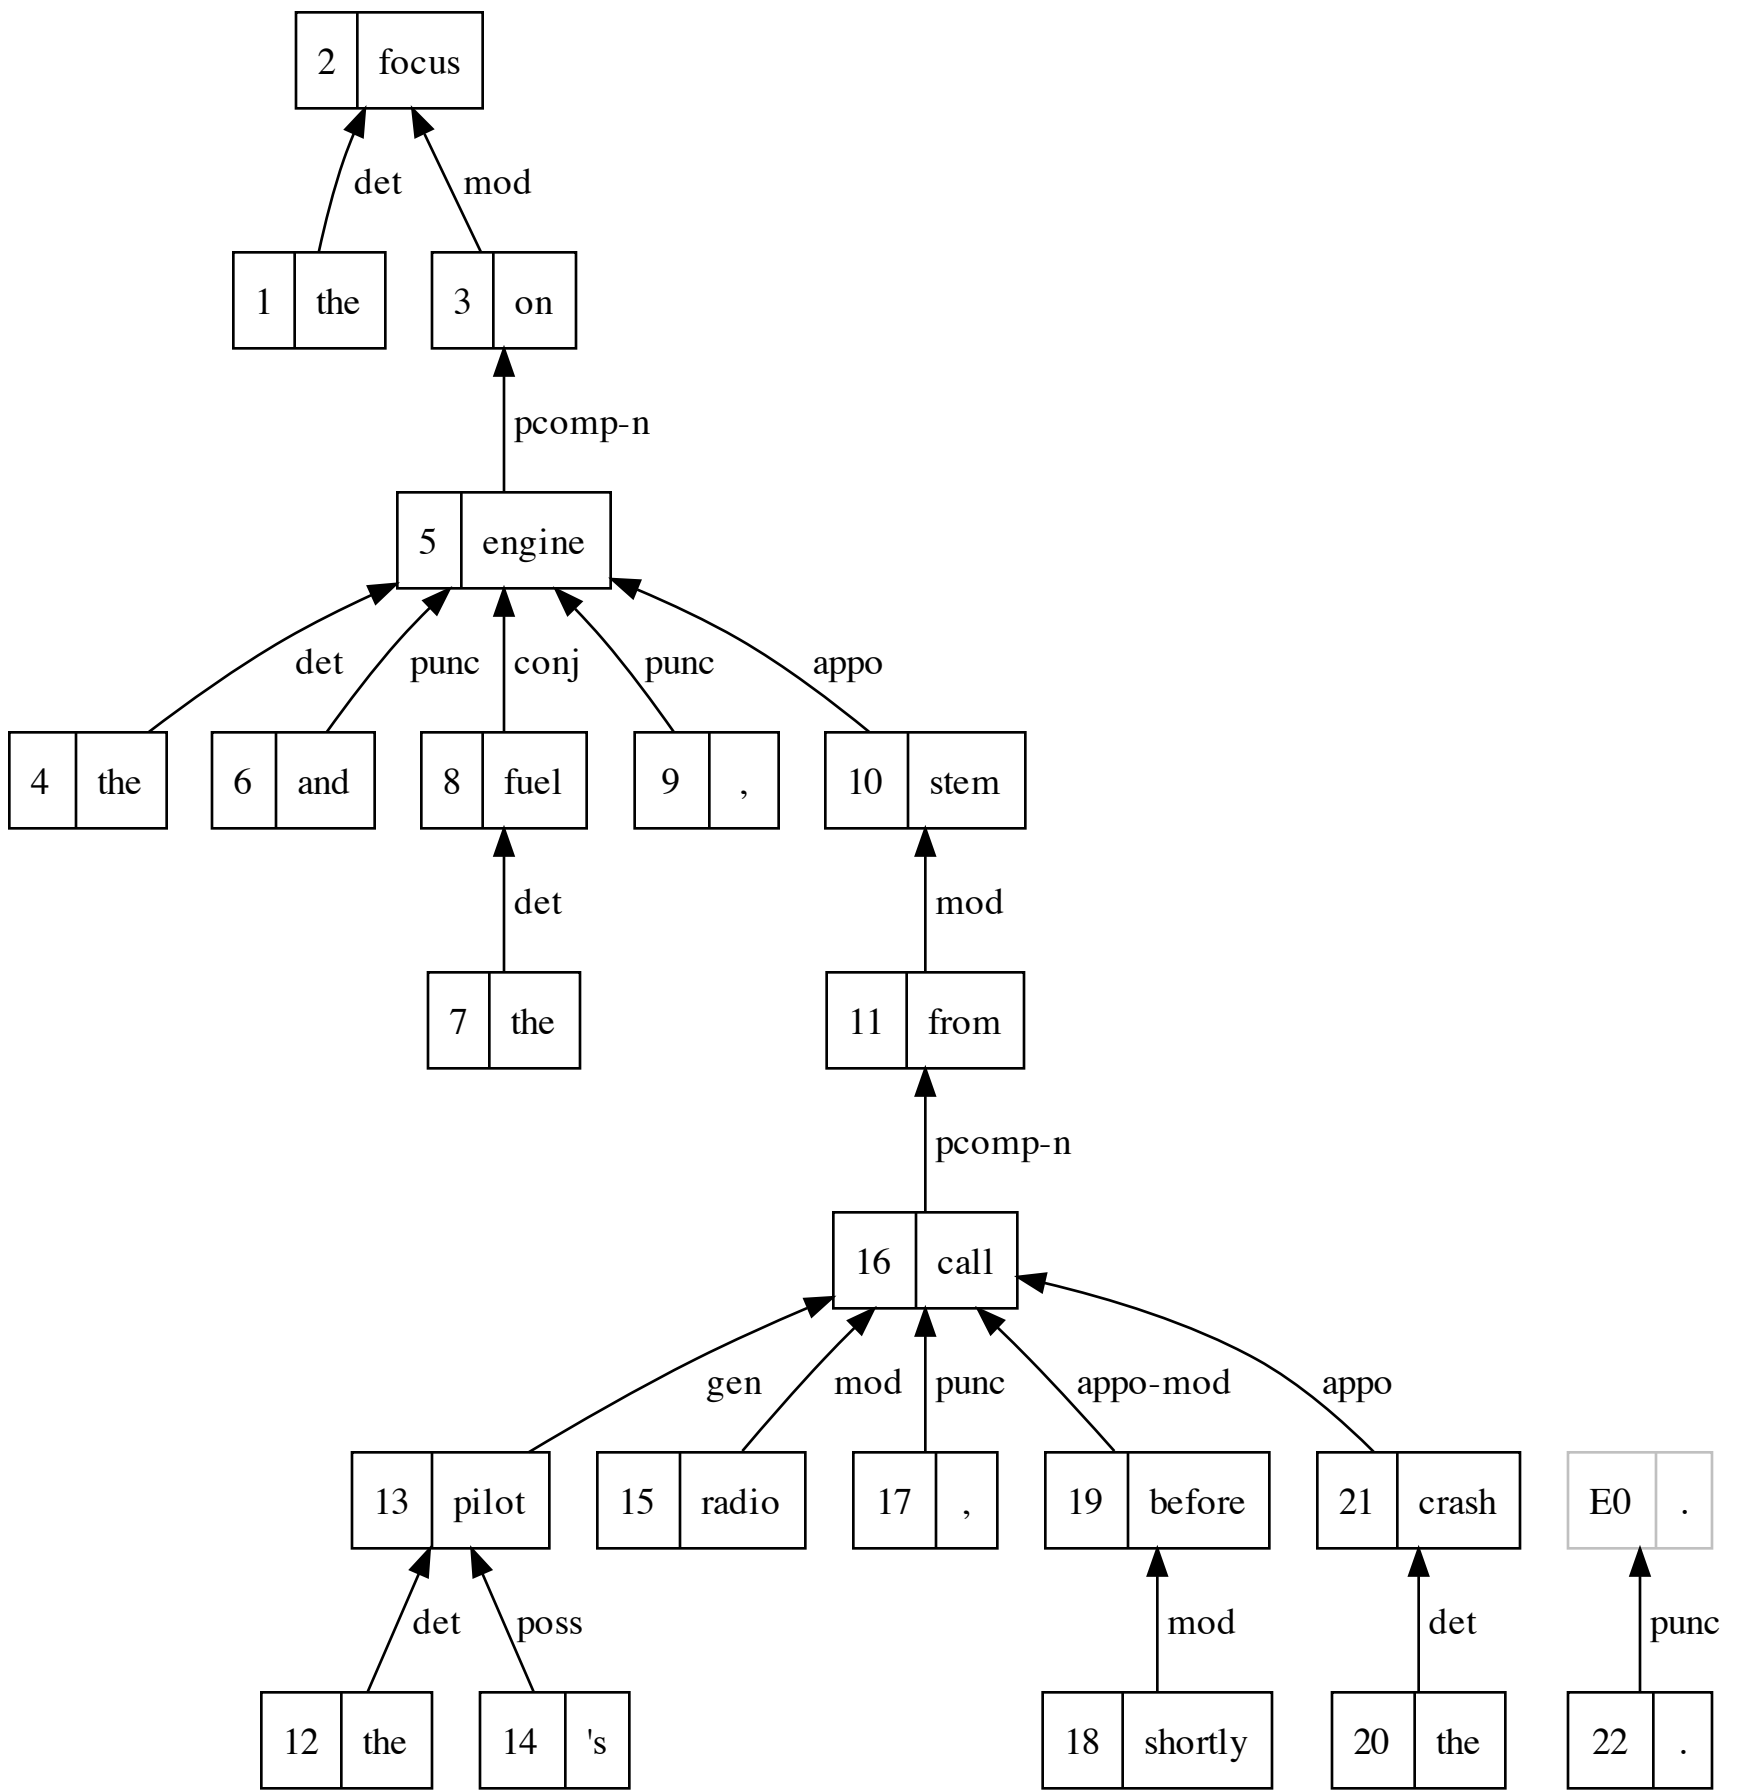 2 focus
det mod
1 the 3 on
pcomp-n
5 engine
det punc conj punc appo
4 the 6 and 8 fuel 9 , 10 stem
det mod
7 the 11 from
pcomp-n
16 call
gen mod punc appo-mod appo
13 pilot 15 radio 17 , 19 before 21 crash E0 .
det poss mod det punc
12 the 14 's 18 shortly 20 the 22 .